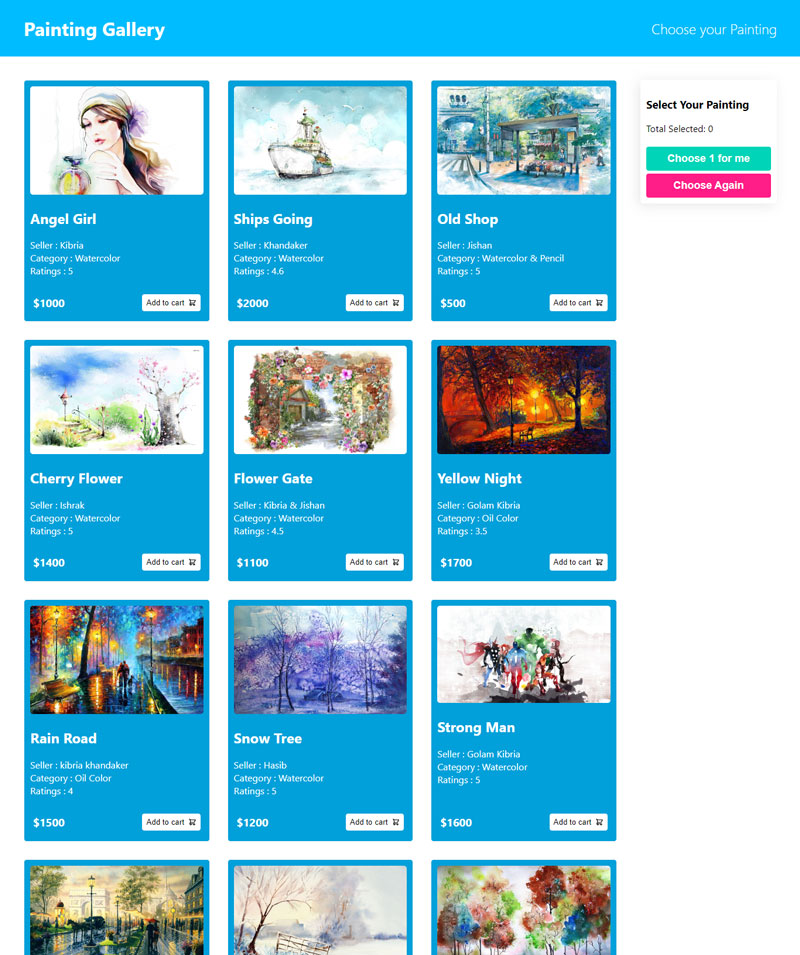 Painting Gallery
Choose your Painting
Angel Girl
Seller : Kibria
Category : Watercolor
Ratings : 5
$1000
Add to cart
Ships Going
Seller : Khandaker
Category : Watercolor
Ratings : 4.6
$2000
Add to cart
Old Shop
Seller : Jishan
Category : Watercolor & Pencil
Ratings : 5
$500
Add to cart
Select Your Painting
Total Selected: 0
Choose 1 for me
Choose Again
Cherry Flower
Seller : Ishrak
Category : Watercolor
Ratings : 5
$1400
Add to cart
Flower Gate
Seller : Kibria & Jishan
Category : Watercolor
Ratings : 4.5
$1100
Add to cart
Yellow Night
Seller : Golam Kibria
Category : Oil Color
Ratings : 3.5
$1700
Add to cart
Rain Road
Seller : kibria khandaker
Category : Oil Color
Ratings : 4
$1500
Add to cart
Snow Tree
Seller : Hasib
Category : Watercolor
Ratings : 5
$1200
Add to cart
Strong Man
Seller : Golam Kibria
Category : Watercolor
Ratings : 5
$1600
Add to cart